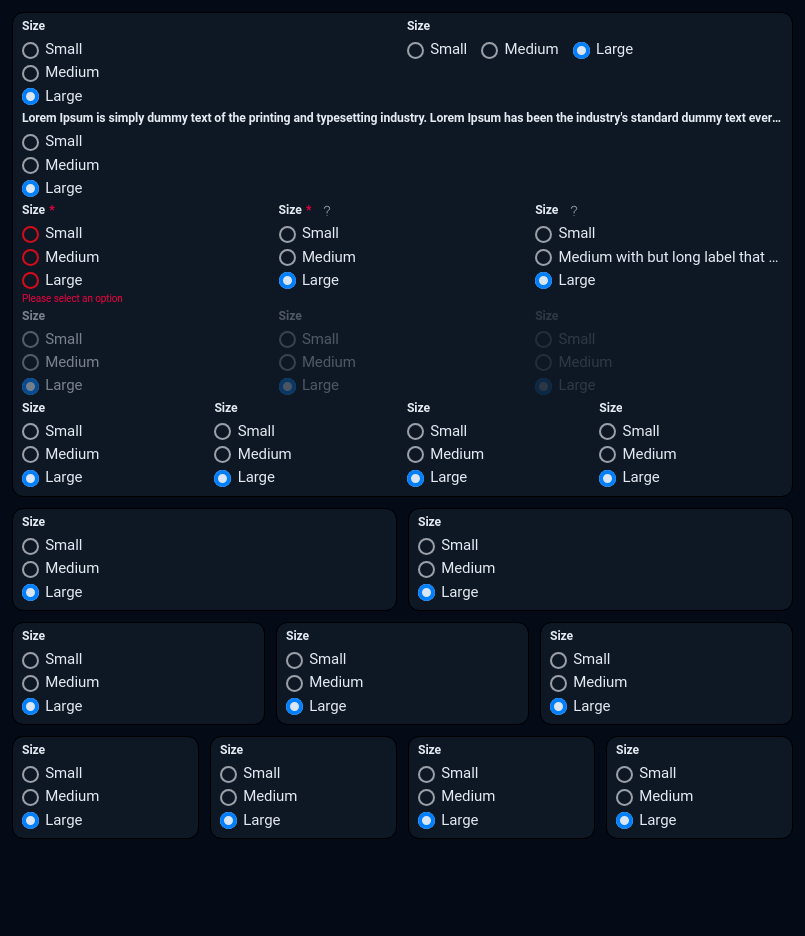 Size Size
Small Small Medium Large
Medium
Large
Lorem Ipsum is simply dummy text of the printing and typesetting industry. Lorem Ipsum has been the industry's standard dummy text ever...
Small
Medium
Large
Size * Size * ? Size ?
Small Small Small
Medium Medium Medium with but long label that ...
Large Large Large
Please select an option
Size Size Size
Small Small Small
Medium Medium Medium
Large Large Large
Size Size Size Size
Small Small Small Small
Medium Medium Medium Medium
Large Large Large Large
Size Size
Small Small
Medium Medium
Large Large
Size Size Size
Small Small Small
Medium Medium Medium
Large Large Large
Size Size Size Size
Small Small Small Small
Medium Medium Medium Medium
Large Large Large Large